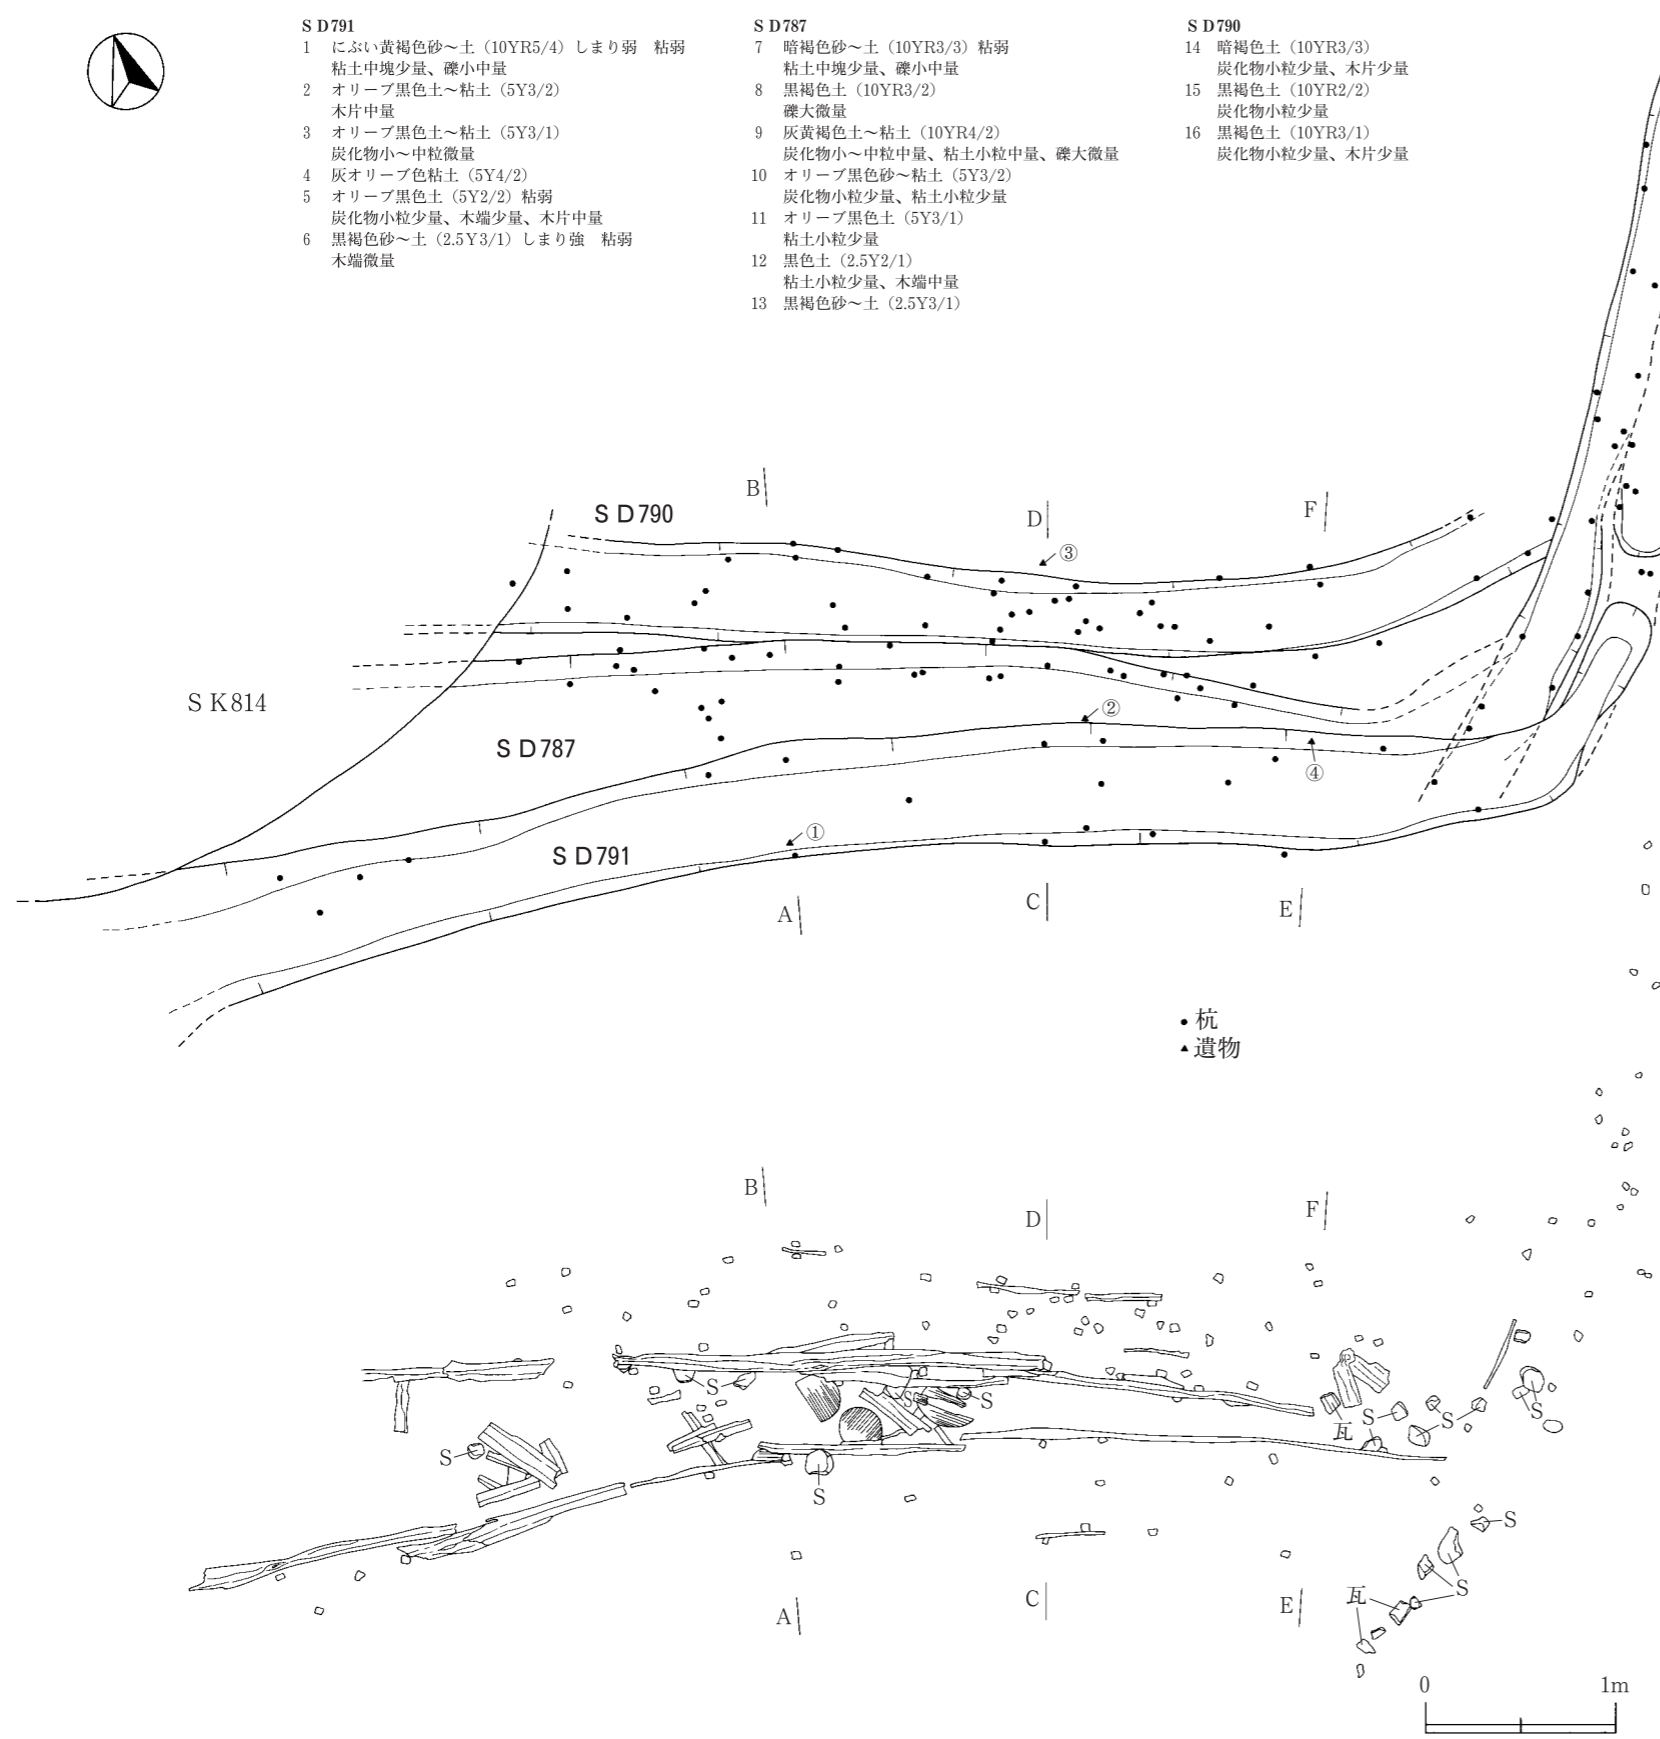 S D791
1 にぶい黄褐色砂～土（10YR5/4）しまり弱　粘弱
粘土中塊少量、礫小中量
2 オリーブ黒色土～粘土（5Y3/2）
木片中量
3 オリーブ黒色土～粘土（5Y3/1）
炭化物小～中粒微量
4 灰オリーブ色粘土（5Y4/2）
5 オリーブ黒色土（5Y2/2）粘弱
炭化物小粒少量、木端少量、木片中量
6 黒褐色砂～土（2.5Y3/1）しまり強　粘弱
木端微量
S D787
7 暗褐色砂～土（10YR3/3）粘弱
粘土中塊少量、礫小中量
8 黒褐色土（10YR3/2）
礫大微量
9 灰黄褐色土～粘土（10YR4/2）
炭化物小～中粒中量、粘土小粒中量、礫大微量
10 オリーブ黒色砂～粘土（5Y3/2）
炭化物小粒少量、粘土小粒少量
11 オリーブ黒色土（5Y3/1）
粘土小粒少量
12 黒色土（2.5Y2/1）
粘土小粒少量、木端中量
13 黒褐色砂～土（2.5Y3/1）
S D790
14 暗褐色土（10YR3/3）
炭化物小粒少量、木片少量
15 黒褐色土（10YR2/2）
炭化物小粒少量
16 黒褐色土（10YR3/1）
炭化物小粒少量、木片少量
B
S D790
D
F
③
S K814
②
S D787
④
①
S D791
A
C
E
杭
遺物
B
D
F
S
S
S
S
瓦
S
S
S
S
S
S
S
瓦
A
C
E
0 1m